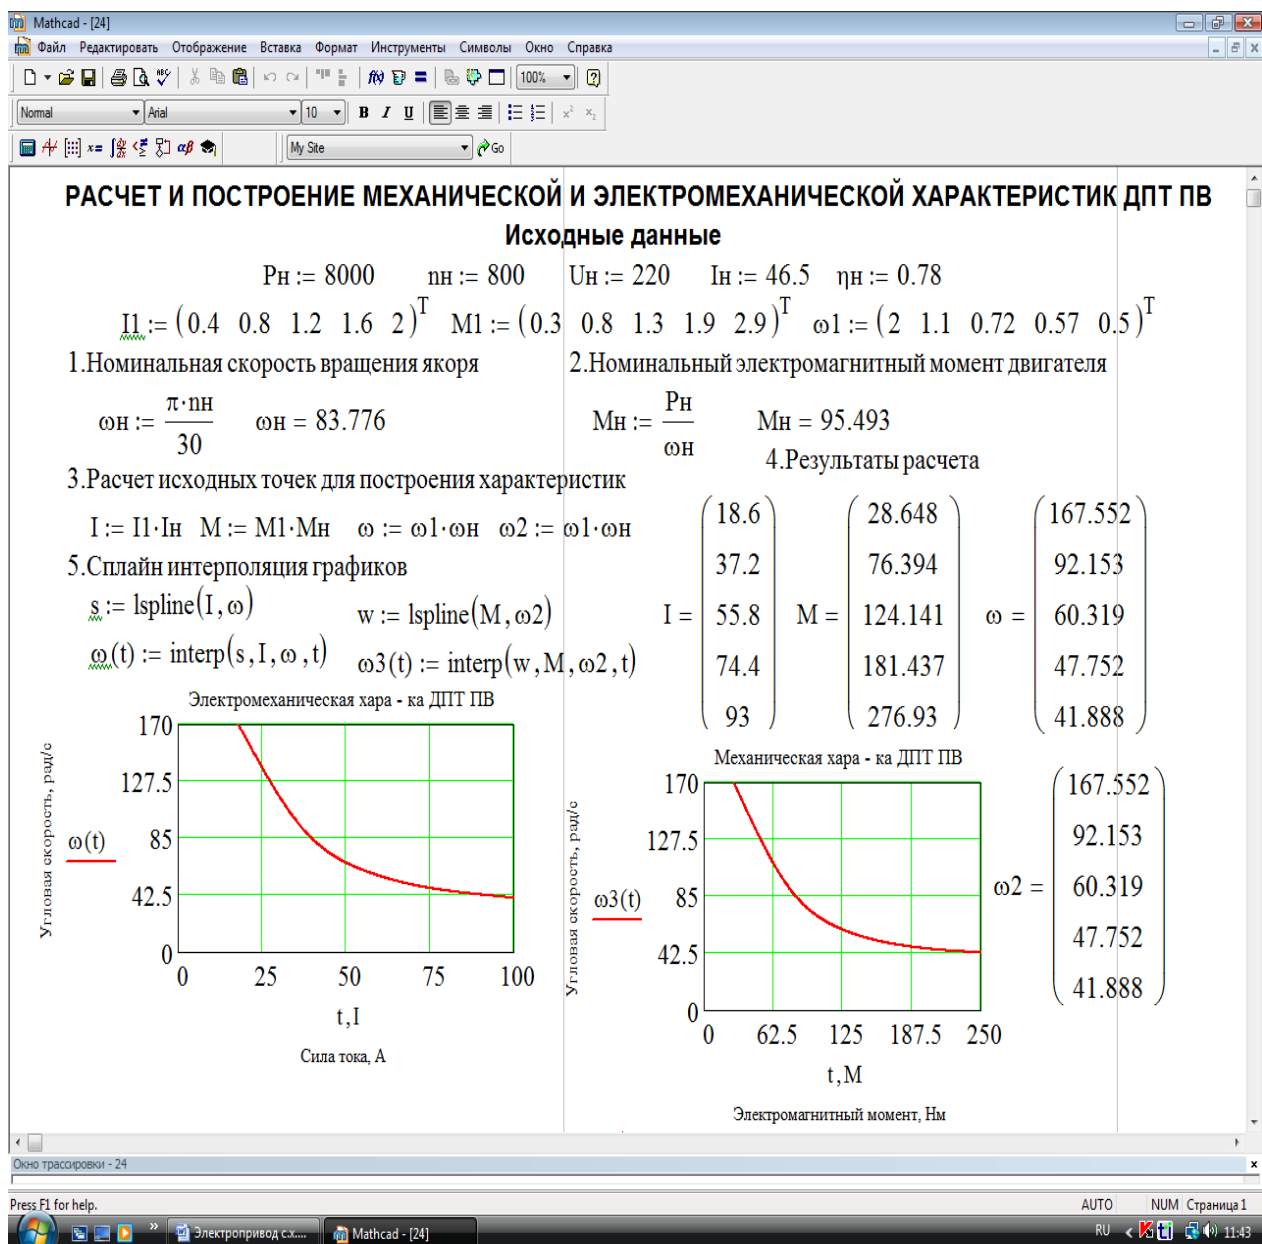 Mathcad - [24]
Файл Редактировать Отображение Вставка Формат Инструменты Символы Окно Справка
100%
Normal Arial 10 B I U
My Site Go
РАСЧЕТ И ПОСТРОЕНИЕ МЕХАНИЧЕСКОЙ И ЭЛЕКТРОМЕХАНИЧЕСКОЙ ХАРАКТЕРИСТИК ДПТ ПВ
Исходные данные
Pн := 8000 nн := 800 Uн := 220 Iн := 46.5 ηн := 0.78
I1 := (0.4 0.8 1.2 1.6 2)^T M1 := (0.3 0.8 1.3 1.9 2.9)^T ω1 := (2 1.1 0.72 0.57 0.5)^T
1.Номинальная скорость вращения якоря
ωн := π·nн / 30 ωн = 83.776
2.Номинальный электромагнитный момент двигателя
Mн := Pн / ωн Mн = 95.493
3.Расчет исходных точек для построения характеристик
I := I1·Iн M := M1·Mн ω := ω1·ωн ω2 := ω1·ωн
4.Результаты расчета
I = (18.6 37.2 55.8 74.4 93)
M = (28.648 76.394 124.141 181.437 276.93)
ω = (167.552 92.153 60.319 47.752 41.888)
5.Сплайн интерполяция графиков
s := lspline(I, ω) w := lspline(M, ω2)
ω(t) := interp(s, I, ω, t) ω3(t) := interp(w, M, ω2, t)
Электромеханическая хара - ка ДПТ ПВ
Угловая скорость, рад/с
ω(t)
170
127.5
85
42.5
0
0 25 50 75 100
t, I
Сила тока, А
Механическая хара - ка ДПТ ПВ
Угловая скорость, рад/с
ω3(t)
170
127.5
85
42.5
0
0 62.5 125 187.5 250
t, M
Электромагнитный момент, Нм
ω2 = (167.552 92.153 60.319 47.752 41.888)
Окно трассировки - 24
Press F1 for help. AUTO NUM Страница 1
Электропривод с.х.... Mathcad - [24] RU 11:43